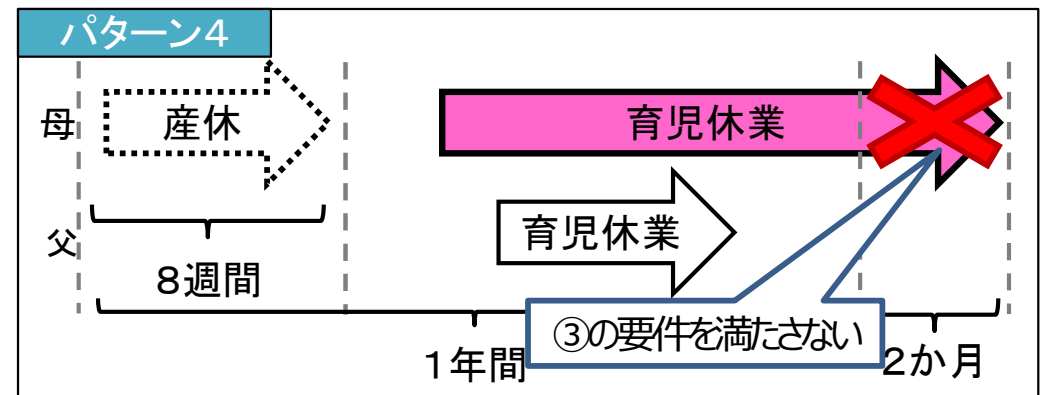 パターン4
母
産休
育児休業
父
育児休業
8週間
③の要件を満たさない
1年間
2か月